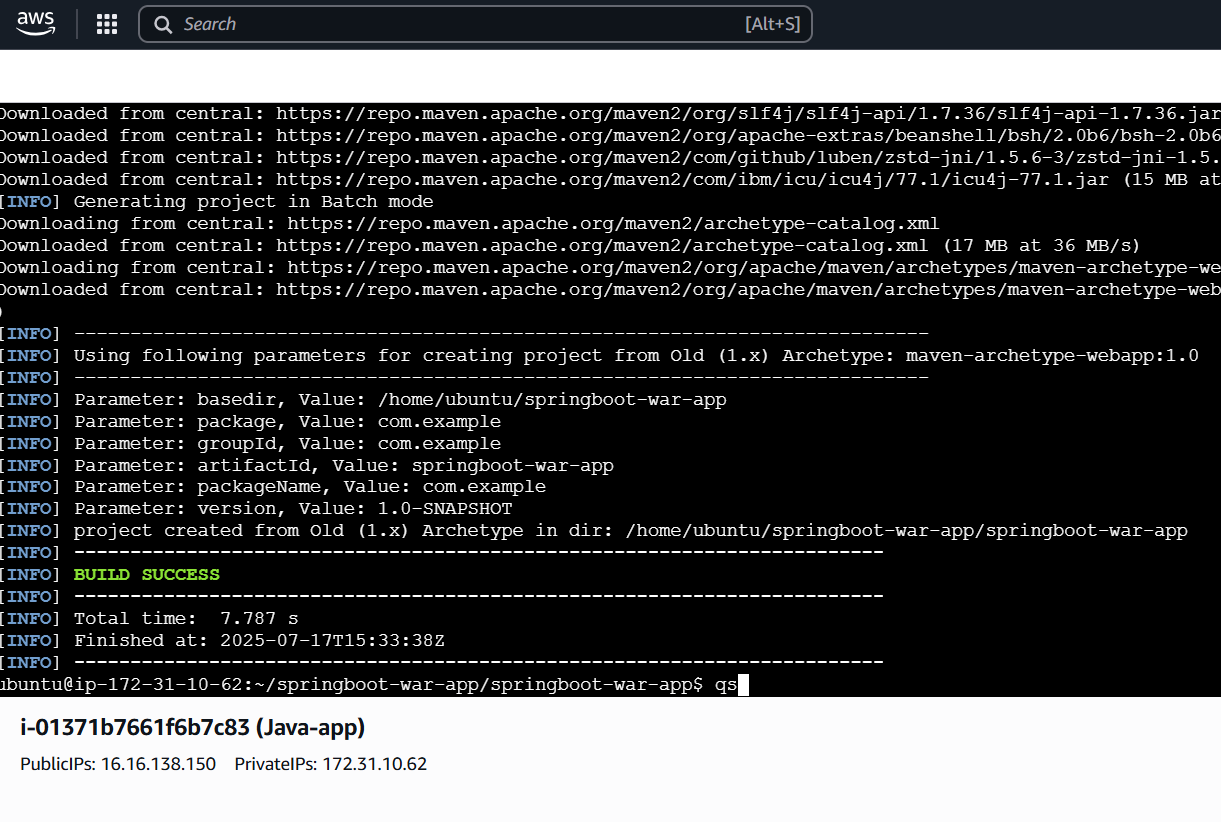 aws
Search [Alt+S]
Downloaded from central: https://repo.maven.apache.org/maven2/org/slf4j/slf4j-api/1.7.36/slf4j-api-1.7.36.jar
Downloaded from central: https://repo.maven.apache.org/maven2/org/apache-extras/beanshell/bsh/2.0b6/bsh-2.0b6
Downloaded from central: https://repo.maven.apache.org/maven2/com/github/luben/zstd-jni/1.5.6-3/zstd-jni-1.5.
Downloaded from central: https://repo.maven.apache.org/maven2/com/ibm/icu/icu4j/77.1/icu4j-77.1.jar (15 MB at
[INFO] Generating project in Batch mode
Downloading from central: https://repo.maven.apache.org/maven2/archetype-catalog.xml
Downloaded from central: https://repo.maven.apache.org/maven2/archetype-catalog.xml (17 MB at 36 MB/s)
Downloading from central: https://repo.maven.apache.org/maven2/org/apache/maven/archetypes/maven-archetype-we
Downloaded from central: https://repo.maven.apache.org/maven2/org/apache/maven/archetypes/maven-archetype-web
)
[INFO] ----------------------------------------------------------------------------
[INFO] Using following parameters for creating project from Old (1.x) Archetype: maven-archetype-webapp:1.0
[INFO] ----------------------------------------------------------------------------
[INFO] Parameter: basedir, Value: /home/ubuntu/springboot-war-app
[INFO] Parameter: package, Value: com.example
[INFO] Parameter: groupId, Value: com.example
[INFO] Parameter: artifactId, Value: springboot-war-app
[INFO] Parameter: packageName, Value: com.example
[INFO] Parameter: version, Value: 1.0-SNAPSHOT
[INFO] project created from Old (1.x) Archetype in dir: /home/ubuntu/springboot-war-app/springboot-war-app
[INFO] ------------------------------------------------------------------------
[INFO] BUILD SUCCESS
[INFO] ------------------------------------------------------------------------
[INFO] Total time:  7.787 s
[INFO] Finished at: 2025-07-17T15:33:38Z
[INFO] ------------------------------------------------------------------------
ubuntu@ip-172-31-10-62:~/springboot-war-app/springboot-war-app$ qs
i-01371b7661f6b7c83 (Java-app)
PublicIPs: 16.16.138.150 PrivateIPs: 172.31.10.62